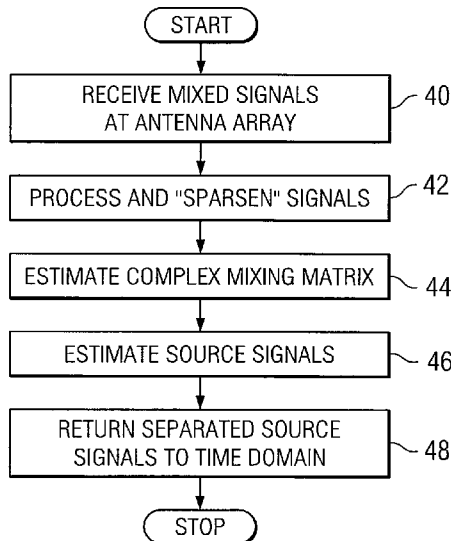 START
RECEIVE MIXED SIGNALS
AT ANTENNA ARRAY
40
PROCESS AND "SPARSEN" SIGNALS
42
ESTIMATE COMPLEX MIXING MATRIX
44
ESTIMATE SOURCE SIGNALS
46
RETURN SEPARATED SOURCE
SIGNALS TO TIME DOMAIN
48
STOP